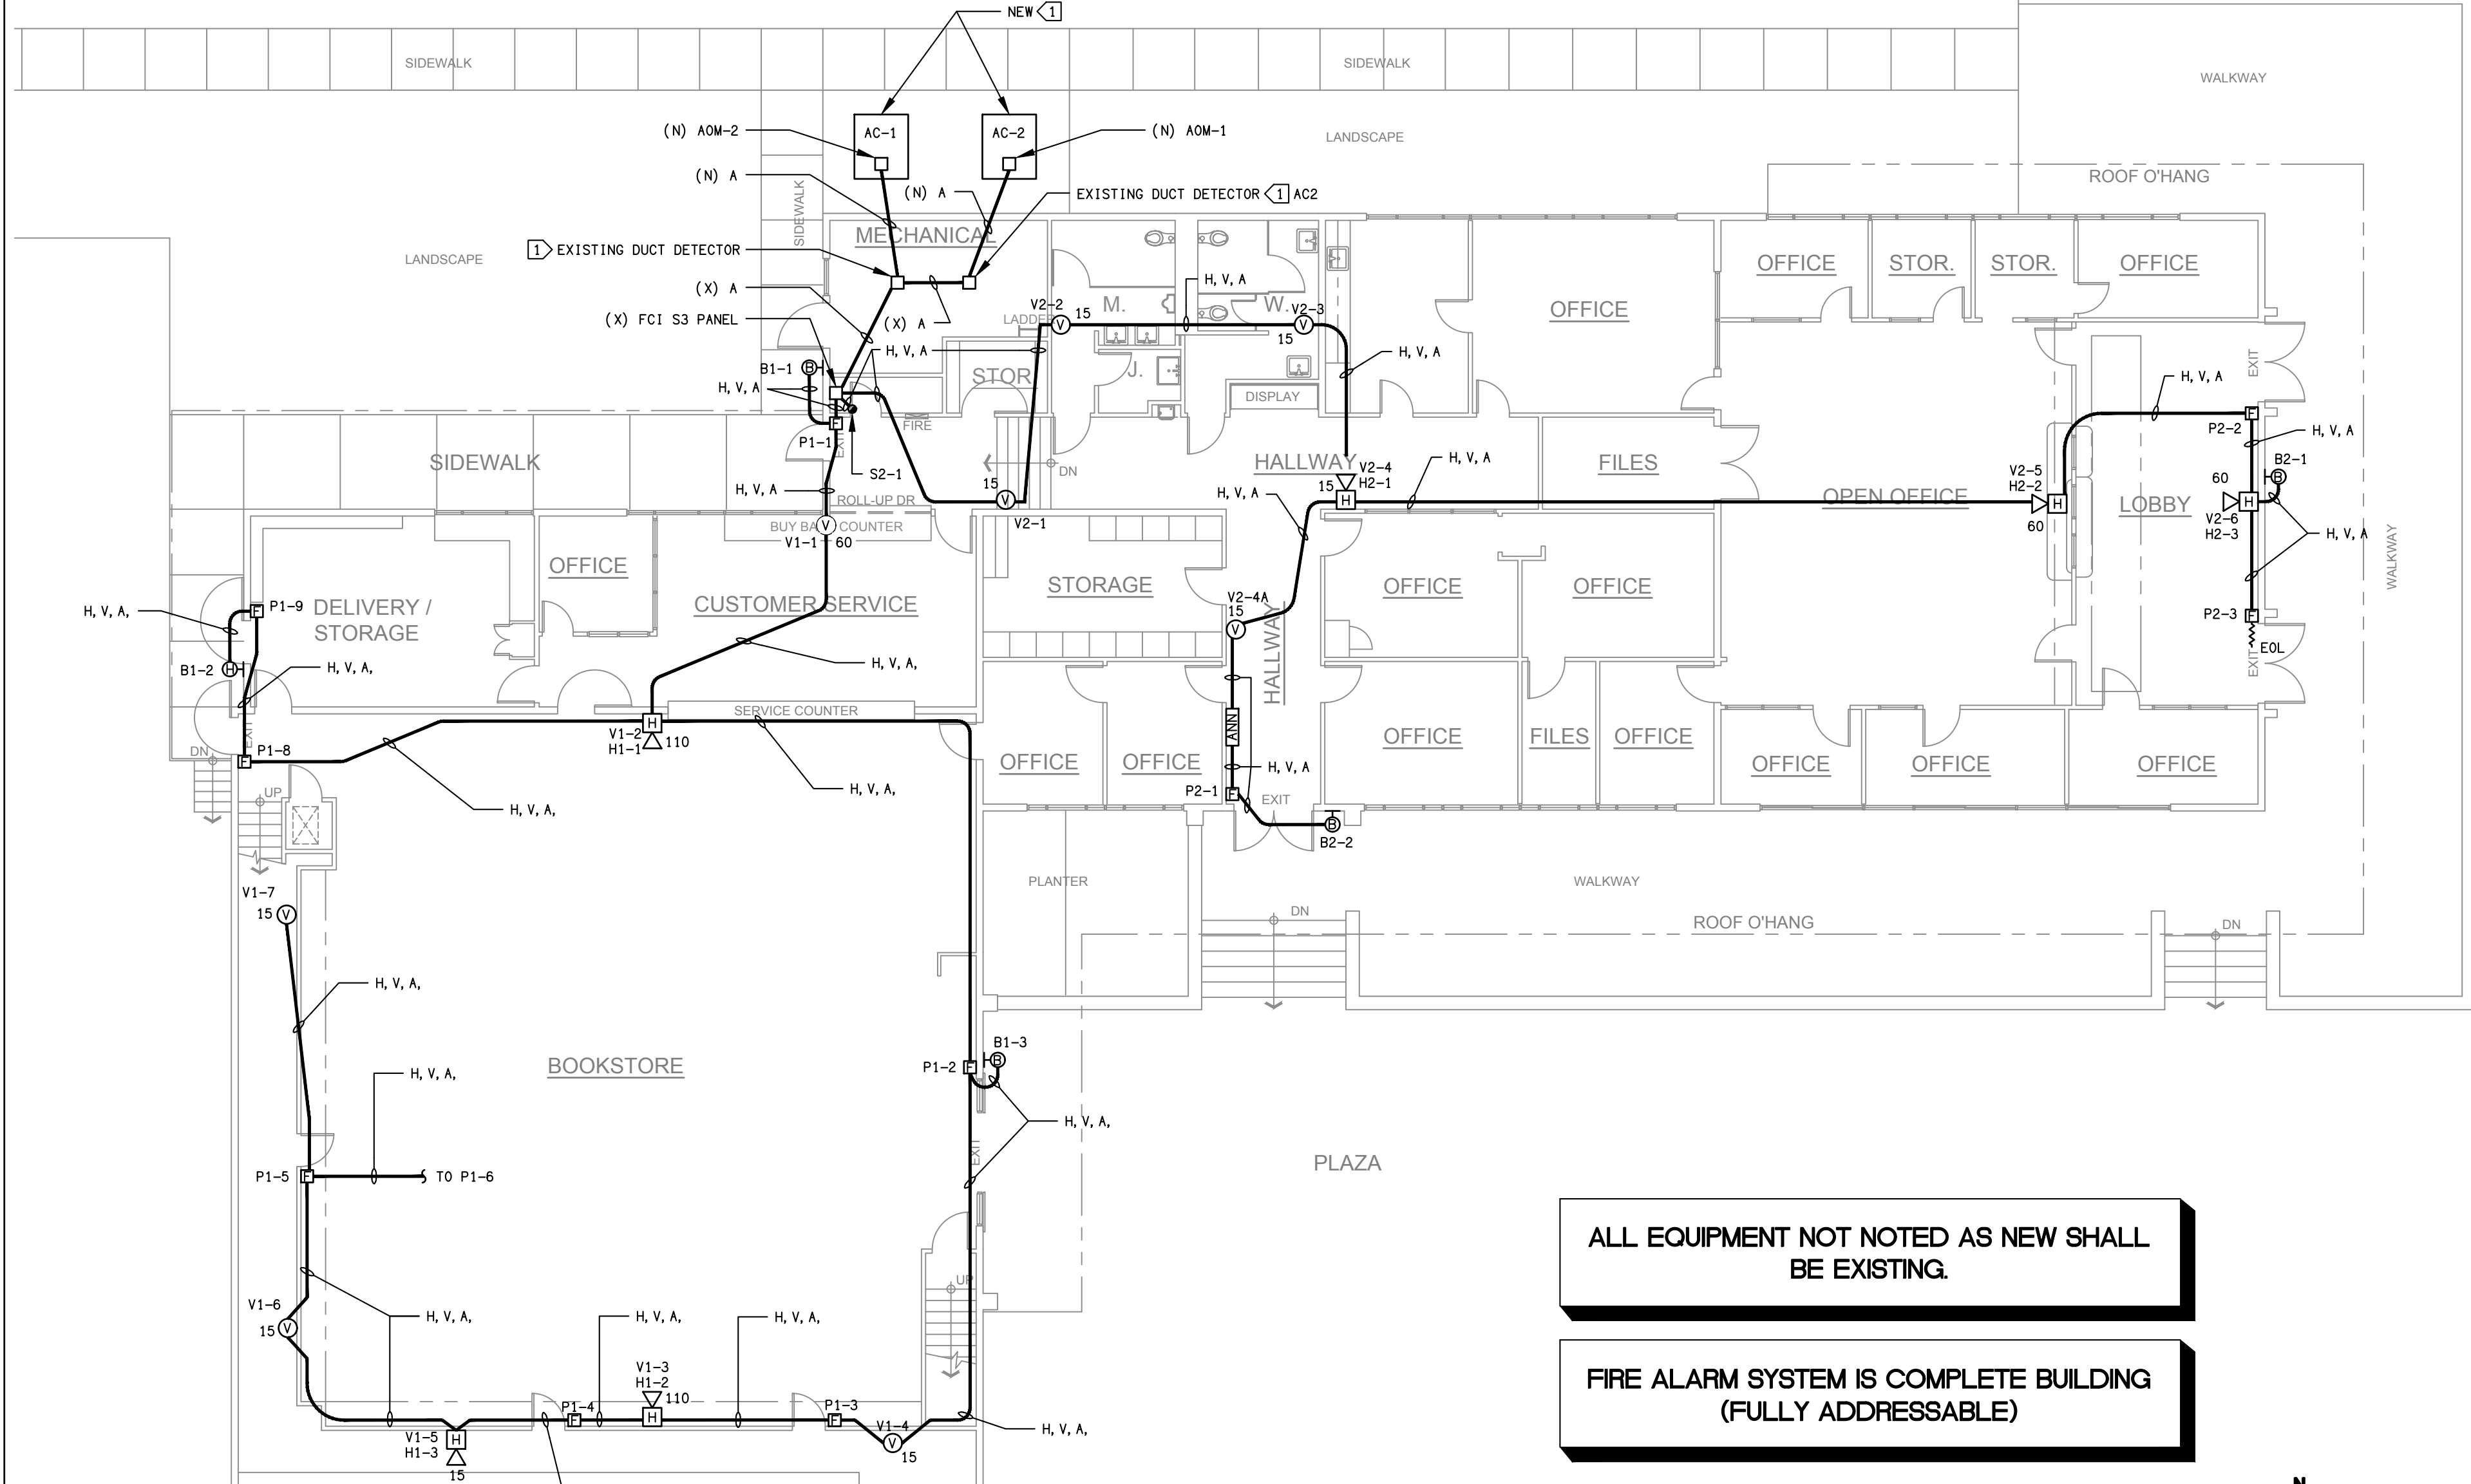 NEW 1
SIDEWALK
SIDEWALK
WALKWAY
(N) AOM-2
AC-1
AC-2
(N) AOM-1
LANDSCAPE
(N) A
(N) A
EXISTING DUCT DETECTOR 1 AC2
ROOF O'HANG
SIDEWALK
MECHANICAL
1 EXISTING DUCT DETECTOR
LANDSCAPE
OFFICE
STOR.
STOR.
OFFICE
(X) A
H, V, A
V2-2
15
M.
W.
V2-3
15
OFFICE
(X) FCI S3 PANEL
(X) A
LADDER
H, V, A
H, V, A
B1-1
B
H, V, A
STOR
J.
DISPLAY
EXIT
H, V, A
F
P1-1
EXIT
FIRE
F
P2-2
H, V, A
SIDEWALK
S2-1
DN
HALLWAY
V2-4
H2-1
15
H
H, V, A
FILES
V2-5
H2-2
B2-1
B
H, V, A
ROLL-UP DR
15
V
V2-1
H, V, A
OPEN OFFICE
H
60
LOBBY
60
H
V2-6
H2-3
H, V, A
BUY BACK COUNTER
V
V1-1
60
OFFICE
STORAGE
OFFICE
OFFICE
WALKWAY
H, V, A,
F
P1-9
DELIVERY /
STORAGE
CUSTOMER SERVICE
V2-4A
15
V
HALLWAY
P2-3
F
EOL
EXIT
B1-2
H
H, V, A,
H, V, A,
SERVICE COUNTER
EXIT
DN
P1-8
F
V1-2
H1-1
H
110
ANN
OFFICE
OFFICE
OFFICE
FILES
OFFICE
OFFICE
OFFICE
OFFICE
H, V, A
UP
H, V, A,
H, V, A,
P2-1
F
EXIT
B
B2-2
V1-7
15
V
PLANTER
WALKWAY
DN
ROOF O'HANG
DN
H, V, A,
BOOKSTORE
H, V, A,
B1-3
B
P1-2
F
H, V, A,
EXIT
P1-5
F
TO P1-6
PLAZA
ALL EQUIPMENT NOT NOTED AS NEW SHALL
BE EXISTING.
UP
V1-6
15
V
H, V, A,
H, V, A,
H, V, A,
V1-3
H1-2
110
H
FIRE ALARM SYSTEM IS COMPLETE BUILDING
(FULLY ADDRESSABLE)
P1-4
F
P1-3
F
V1-4
V
15
H, V, A,
V1-5
H1-3
H
15
N